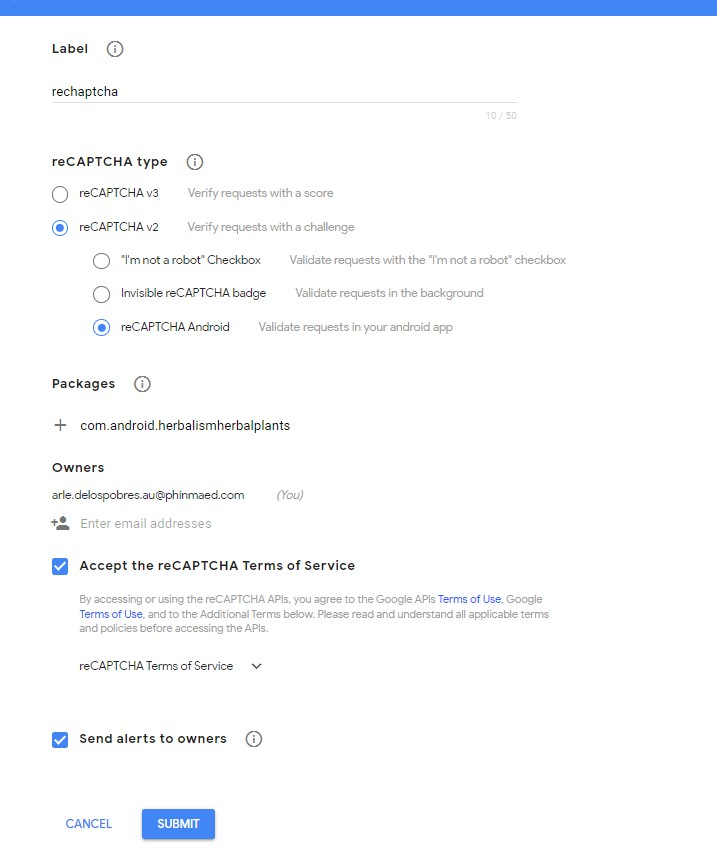 Label
rechaptcha
10 / 50
reCAPTCHA type
reCAPTCHA v3 Verify requests with a score
reCAPTCHA v2 Verify requests with a challenge
"I'm not a robot" Checkbox Validate requests with the "I'm not a robot" checkbox
Invisible reCAPTCHA badge Validate requests in the background
reCAPTCHA Android Validate requests in your android app
Packages
com.android.herbalismherbalplants
Owners
arle.delospobres.au@phinmaed.com (You)
Enter email addresses
Accept the reCAPTCHA Terms of Service
By accessing or using the reCAPTCHA APIs, you agree to the Google APIs Terms of Use, Google
Terms of Use, and to the Additional Terms below. Please read and understand all applicable terms
and policies before accessing the APIs.
reCAPTCHA Terms of Service
Send alerts to owners
CANCEL SUBMIT